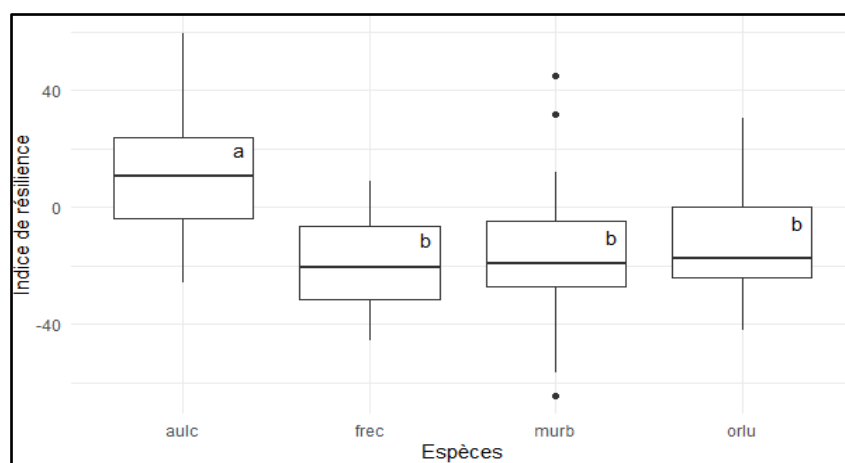 Indice de résilience
40
0
-40
a
b
b
b
aulc
frec
murb
orlu
Espèces